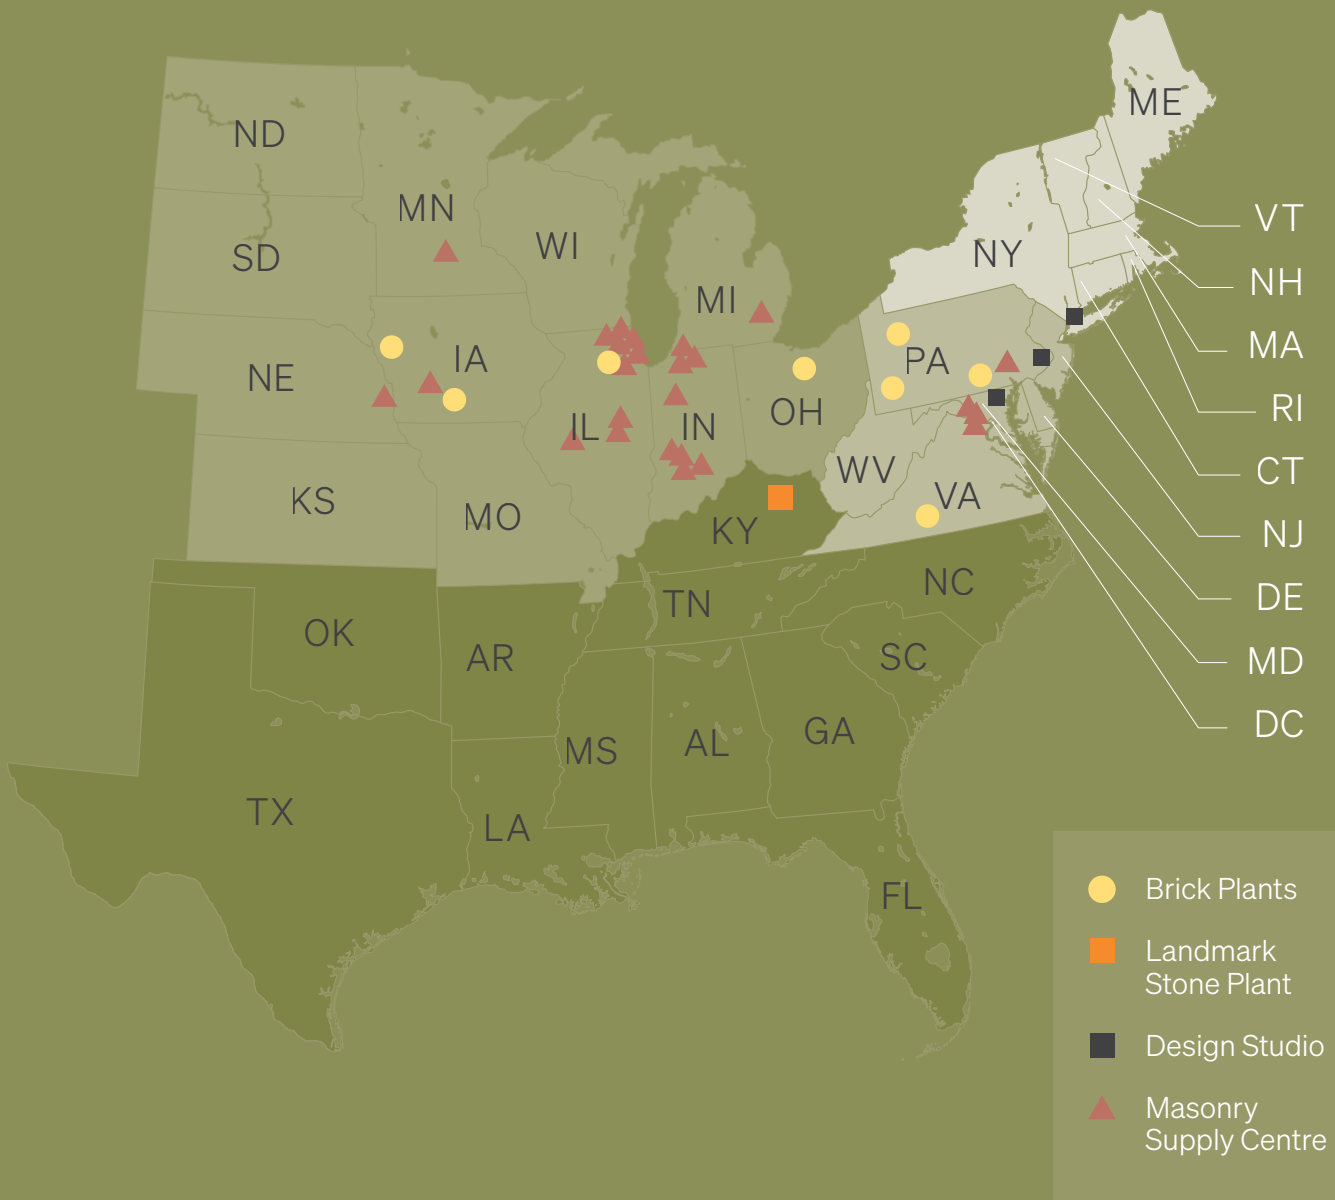 ME
ND
MN
VT
WI
NY
SD
NH
MI
MA
IA
PA
NE
RI
OH
IL
IN
WV
CT
VA
KS
MO
KY
NJ
NC
DE
TN
OK
AR
SC
MD
DC
GA
AL
MS
TX
LA
FL
Brick Plants
Landmark
Stone Plant
Design Studio
Masonry
Supply Centre